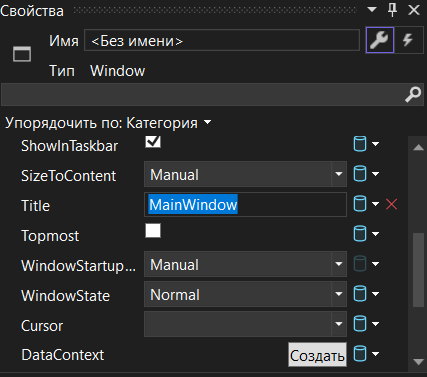 Свойства
Имя <Без имени>
Тип Window
Упорядочить по: Категория
ShowInTaskbar
SizeToContent Manual
Title MainWindow
Topmost
WindowStartup... Manual
WindowState Normal
Cursor
DataContext Создать